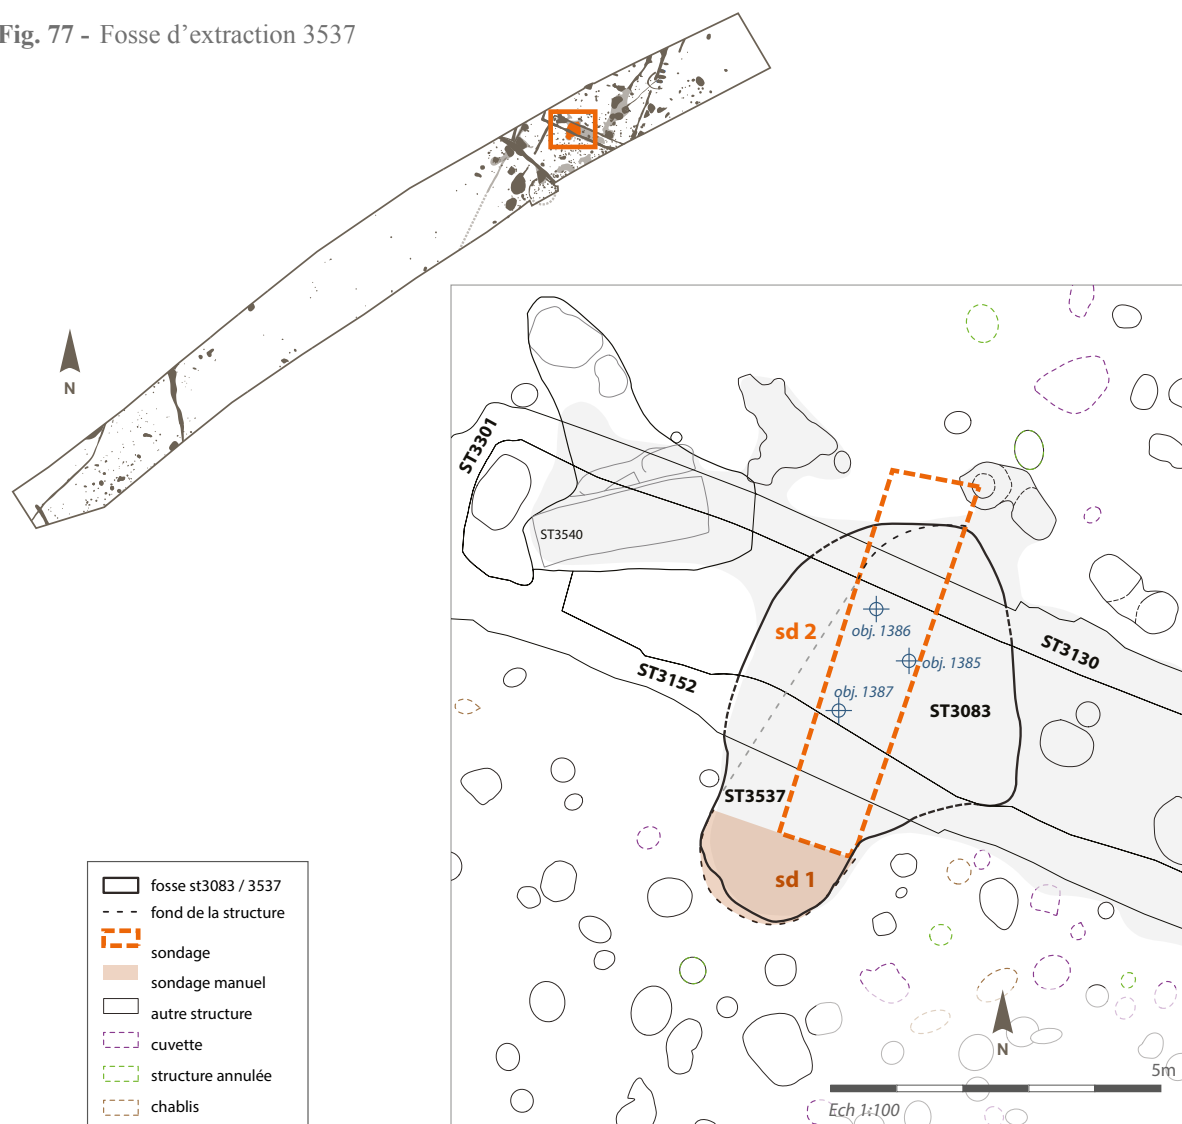 Fig. 77 - Fosse d'extraction 3537
N
ST3301
ST3540
sd 2
obj. 1386
obj. 1385
ST3130
ST3152
obj. 1387
ST3083
ST3537
sd 1
fosse st3083 / 3537
fond de la structure
sondage
sondage manuel
autre structure
cuvette
structure annulée
chablis
N
5m
Ech 1:100